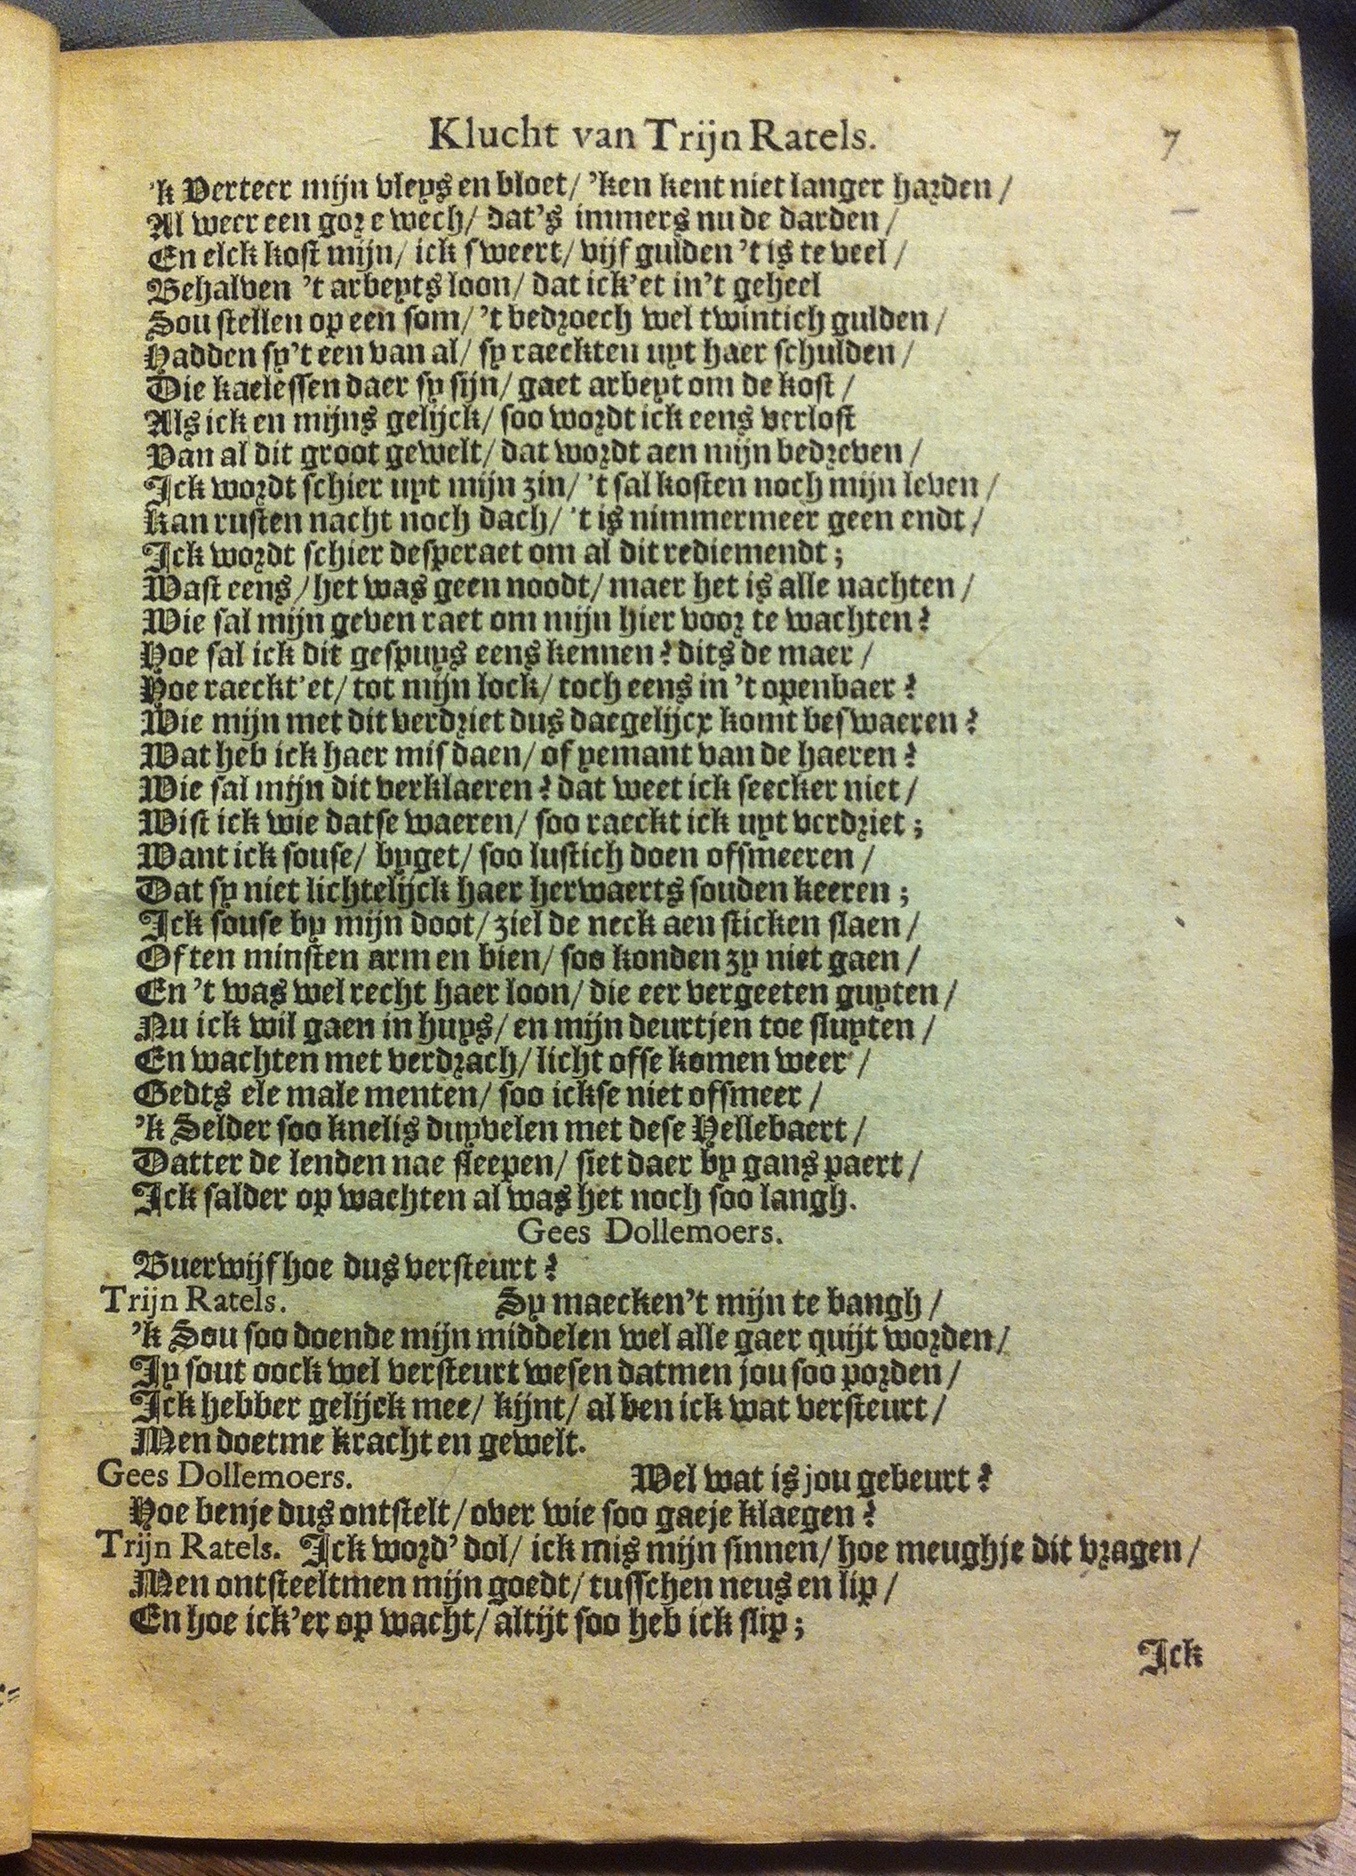 Klucht van Trijn Ratels. 7
'k Verteer mijn vleys en bloet/ 'ken kent niet langer harden/
Al weer een gore wech/ dat's immers nu de darden/
En elck kost mijn/ ick sweert/ vijf gulden 't is te veel/
Behalven 't arbeyts loon/ dat ick'et in't geheel
Sou stellen op een som/ 't bedroech wel twintich gulden/
Hadden sy't een van al/ sy raeckten uyt haer schulden/
Die kaelessen daer sy sijn/ gaet arbeyt om de kost/
Als ick en mijns gelijck/ soo wordt ick eens verlost
Van al dit groot gewelt/ dat wordt aen mijn bedreven/
Ick wordt schier uyt mijn zin/ 't sal kosten noch mijn leven/
Kan rusten nacht noch dach/ 't is nimmermeer geen endt/
Ick wordt schier desperaet om al dit rediemendt;
Wast eens/ het was geen noodt/ maer het is alle nachten/
Wie sal mijn geven raet om mijn hier voor te wachten?
Hoe sal ick dit gespuys eens kennen? dits de maer/
Hoe raeckt'et/ tot mijn lock/ toch eens in 't openbaer?
Wie mijn met dit verdriet dus daegelijcx komt beswaeren?
Wat heb ick haer misdaen/ of yemant van de haeren?
Wie sal mijn dit verklaeren? dat weet ick seecker niet/
Wist ick wie datse waeren/ soo raeckt ick uyt verdriet;
Want ick souse/ byget/ soo lustich doen ofsmeeren/
Dat sy niet lichtelijck haer herwaerts souden keeren;
Ick souse by mijn doot/ ziel de neck aen sticken slaen/
Of ten minsten arm en bien/ soo konden zy niet gaen/
En 't was wel recht haer loon/ die eer vergeeten guyten/
Nu ick wil gaen in huys/ en mijn deurtjen toe sluyten/
En wachten met verdrach/ licht ofse komen weer/
Gedts ele male menten/ soo ickse niet ofsmeer/
'k Selder soo knelis duyvelen met dese Hellebaert/
Datter de lenden nae sleepen/ siet daer by gans paert/
Ick salder op wachten al was het noch soo langh.
Gees Dollemoers.
Buerwijf hoe dus versteurt?
Trijn Ratels. Sy maecken't mijn te bangh/
'k Sou soo doende mijn middelen wel alle gaer quijt worden/
Jy sout oock wel versteurt wesen datmen jou soo porden/
Ick hebber gelijck mee/ kijnt/ al ben ick wat versteurt/
Men doetme kracht en gewelt.
Gees Dollemoers. Wel wat is jou gebeurt?
Hoe benje dus ontstelt/ over wie soo gaeje klaegen?
Trijn Ratels. Ick word' dol/ ick mis mijn sinnen/ hoe meughje dit vragen/
Men ontsteeltmen mijn goedt/ tusschen neus en lip/
En hoe ick'er op wacht/ altijt soo heb ick slip;
Ick